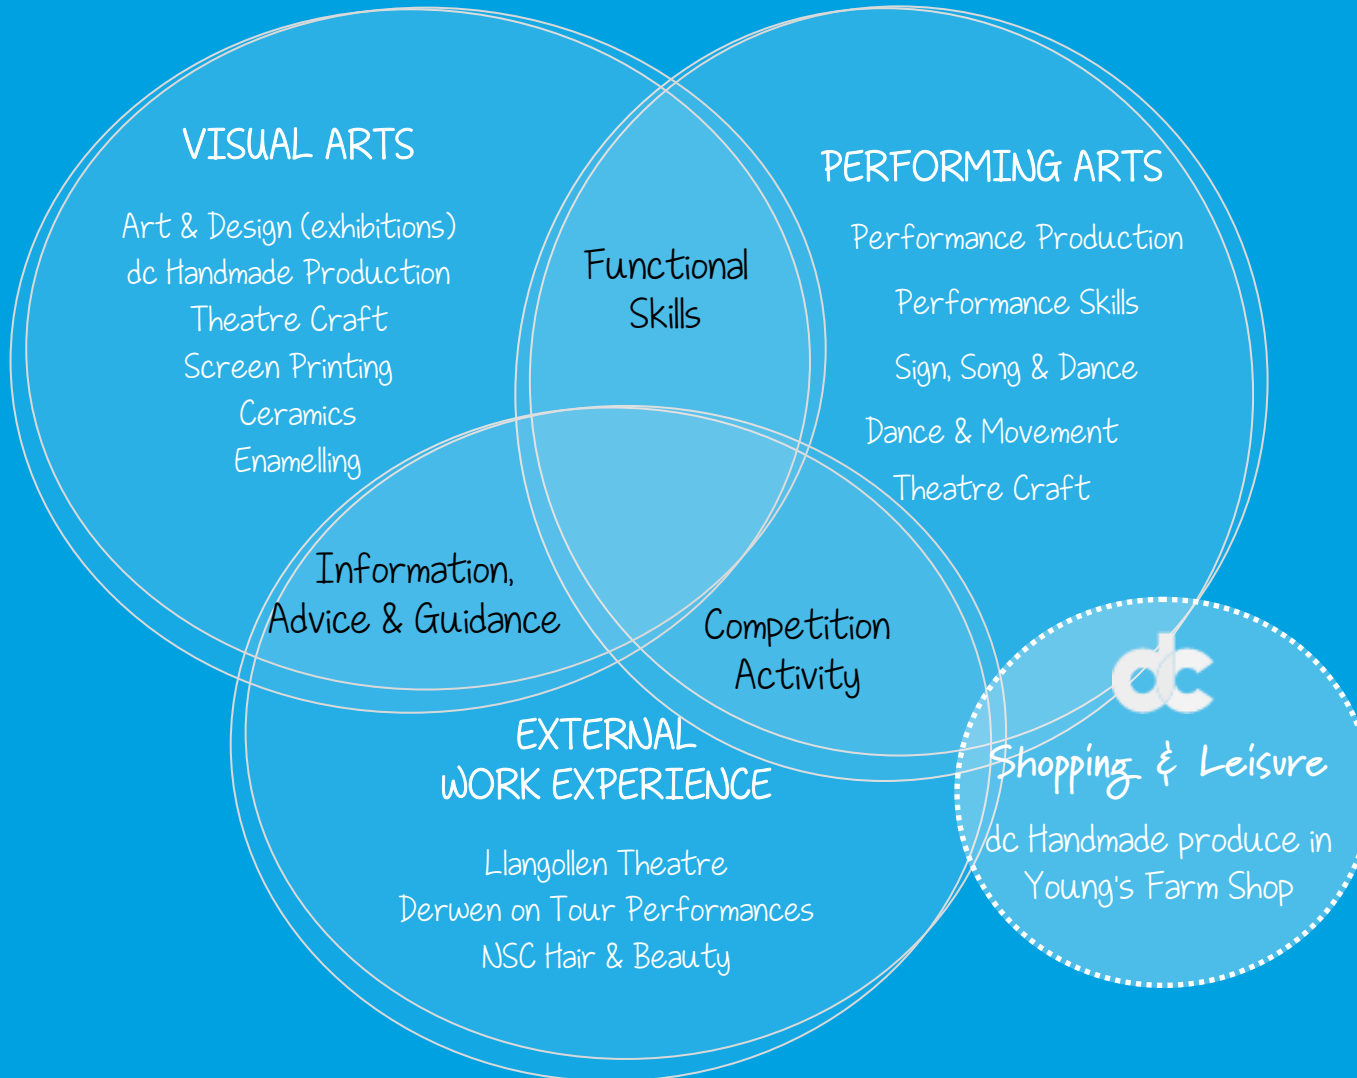 VISUAL ARTS
Art & Design (exhibitions)
dc Handmade Production
Theatre Craft
Screen Printing
Ceramics
Enamelling
Functional
Skills
PERFORMING ARTS
Performance Production
Performance Skills
Sign, Song & Dance
Dance & Movement
Theatre Craft
Information,
Advice & Guidance
Competition
Activity
EXTERNAL
WORK EXPERIENCE
Llangollen Theatre
Derwen on Tour Performances
NSC Hair & Beauty
dc
Shopping & Leisure
dc Handmade produce in
Young's Farm Shop